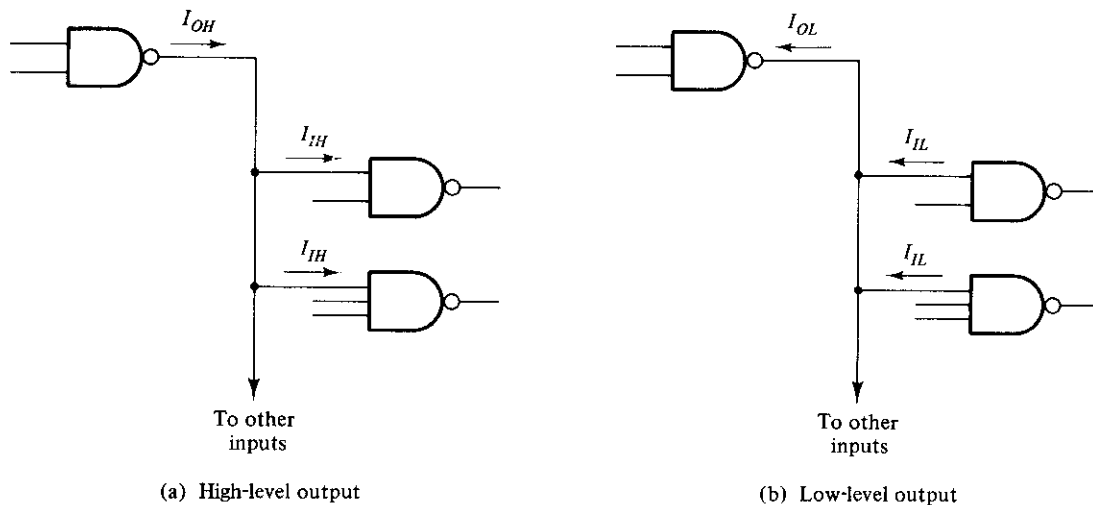 I_OH
I_IH
I_IH
To other
inputs
(a) High-level output
I_OL
I_IL
I_IL
To other
inputs
(b) Low-level output